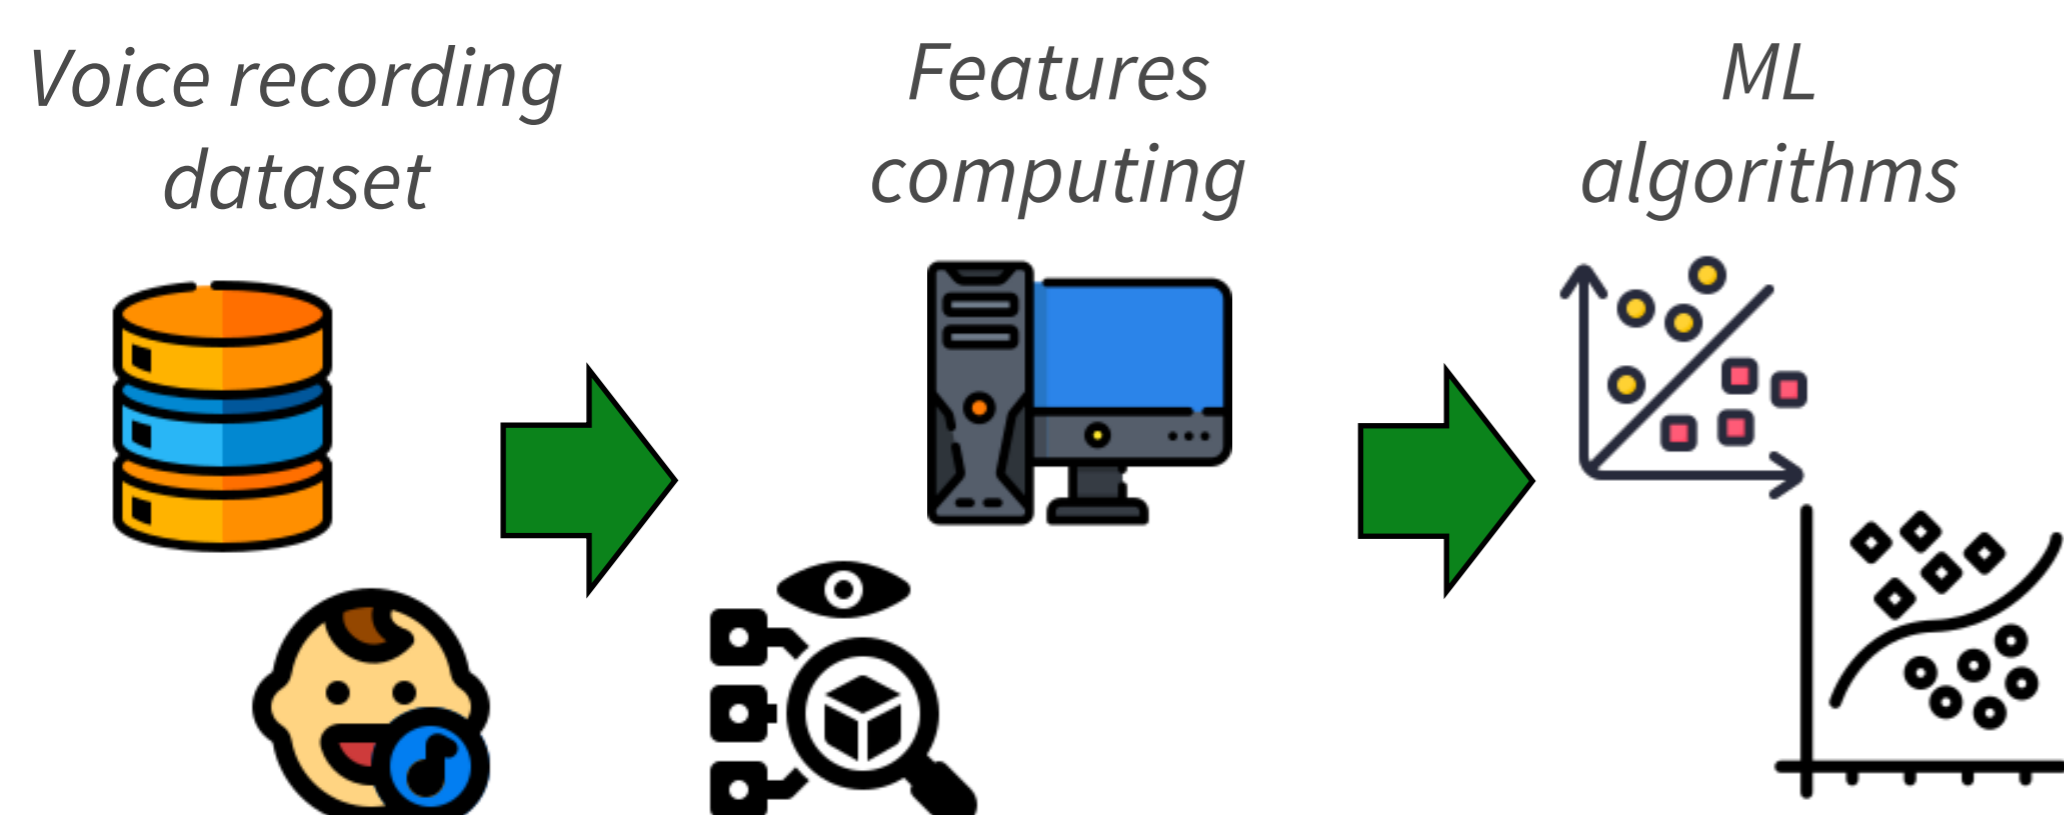 Voice recording
dataset
Features
computing
ML
algorithms